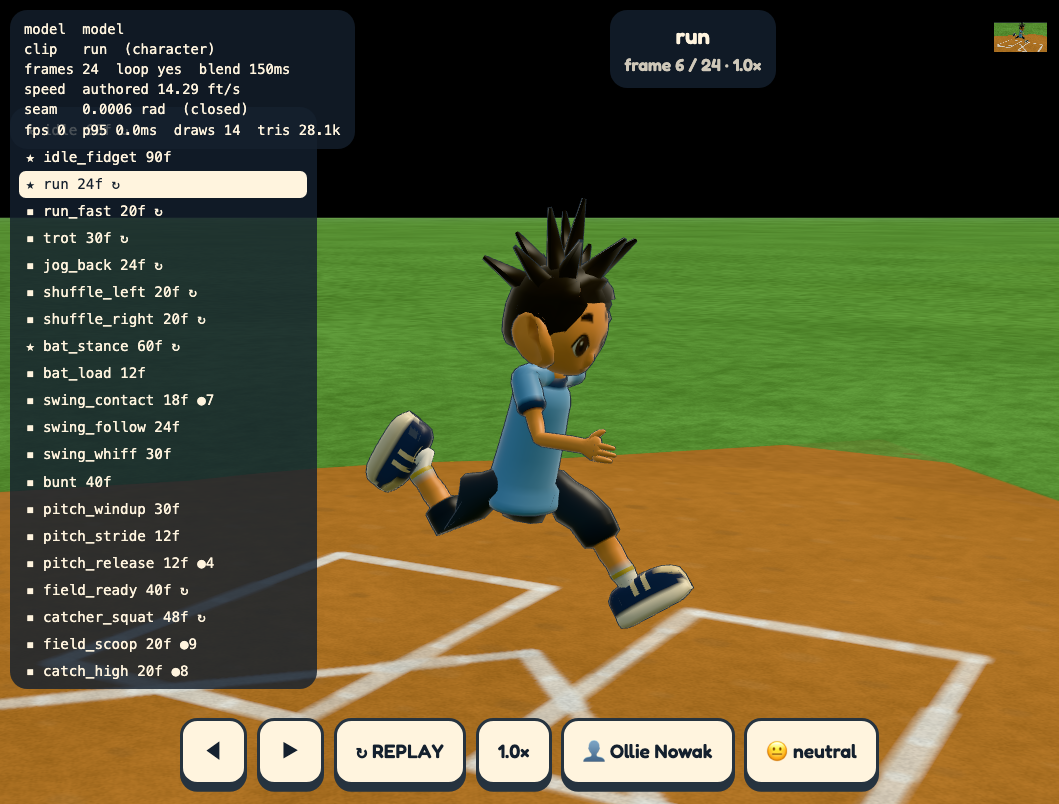 model  model
clip   run  (character)
frames 24  loop yes  blend 150ms
speed  authored 14.29 ft/s
seam   0.0006 rad  (closed)
fps 0  p95 0.0ms  draws 14  tris 28.1k
★ idle_fidget 90f
★ run 24f ↻
▪ run_fast 20f ↻
▪ trot 30f ↻
▪ jog_back 24f ↻
▪ shuffle_left 20f ↻
▪ shuffle_right 20f ↻
★ bat_stance 60f ↻
▪ bat_load 12f
▪ swing_contact 18f ●7
▪ swing_follow 24f
▪ swing_whiff 30f
▪ bunt 40f
▪ pitch_windup 30f
▪ pitch_stride 12f
▪ pitch_release 12f ●4
▪ field_ready 40f ↻
▪ catcher_squat 48f ↻
▪ field_scoop 20f ●9
▪ catch_high 20f ●8
run
frame 6 / 24 · 1.0×
◀ ▶ ↻ REPLAY 1.0× 👤 Ollie Nowak 😐 neutral